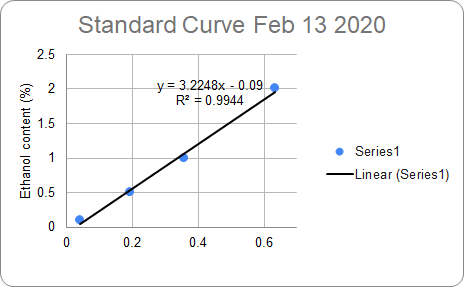 Standard Curve Feb 13 2020
2.5
y = 3.2248x - 0.09
R² = 0.9944
2
1.5
1
0.5
0
Ethanol content (%)
0 0.2 0.4 0.6
Series1
Linear (Series1)